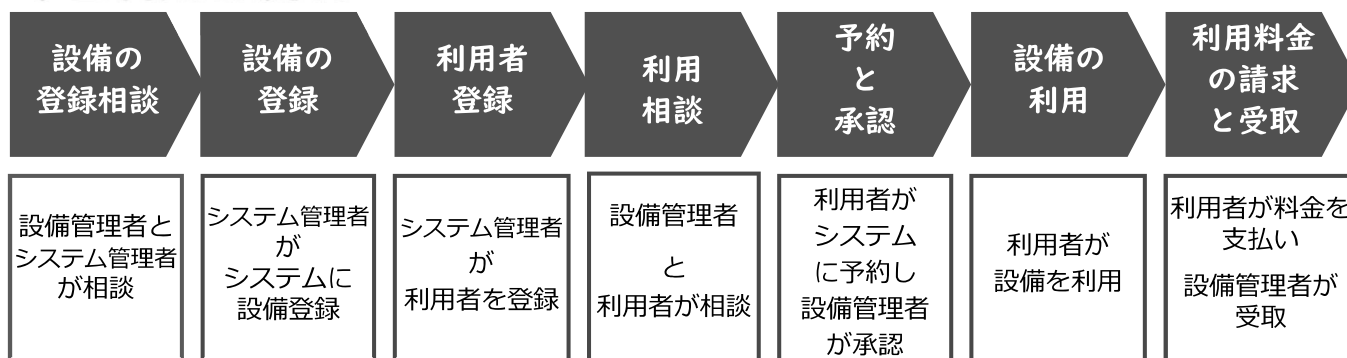 設備の
登録相談
設備の
登録
利用者
登録
利用
相談
予約
と
承認
設備の
利用
利用料金
の請求
と受取
設備管理者と
システム管理者
が相談
システム管理者
が
システムに
設備登録
システム管理者
が
利用者を登録
設備管理者
と
利用者が相談
利用者が
システム
に予約し
設備管理者
が承認
利用者が
設備を利用
利用者が料金を
支払い
設備管理者が
受取